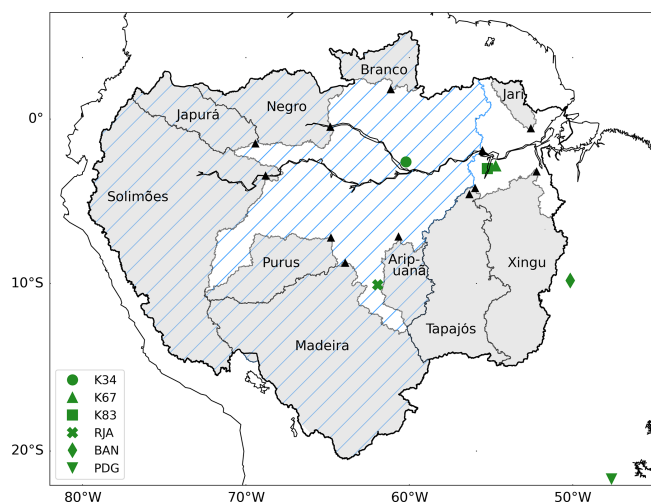 Branco
Negro
Jari
Japurá
0°
Solimões
Purus
Arip-
uanã
Xingu
10°S
Tapajós
Madeira
K34
K67
K83
RJA
BAN
PDG
20°S
80°W
70°W
60°W
50°W